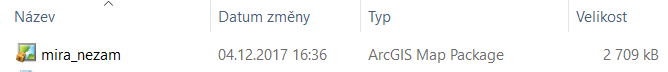 Název Datum změny Typ Velikost
mira_nezam 04.12.2017 16:36 ArcGIS Map Package 2 709 kB